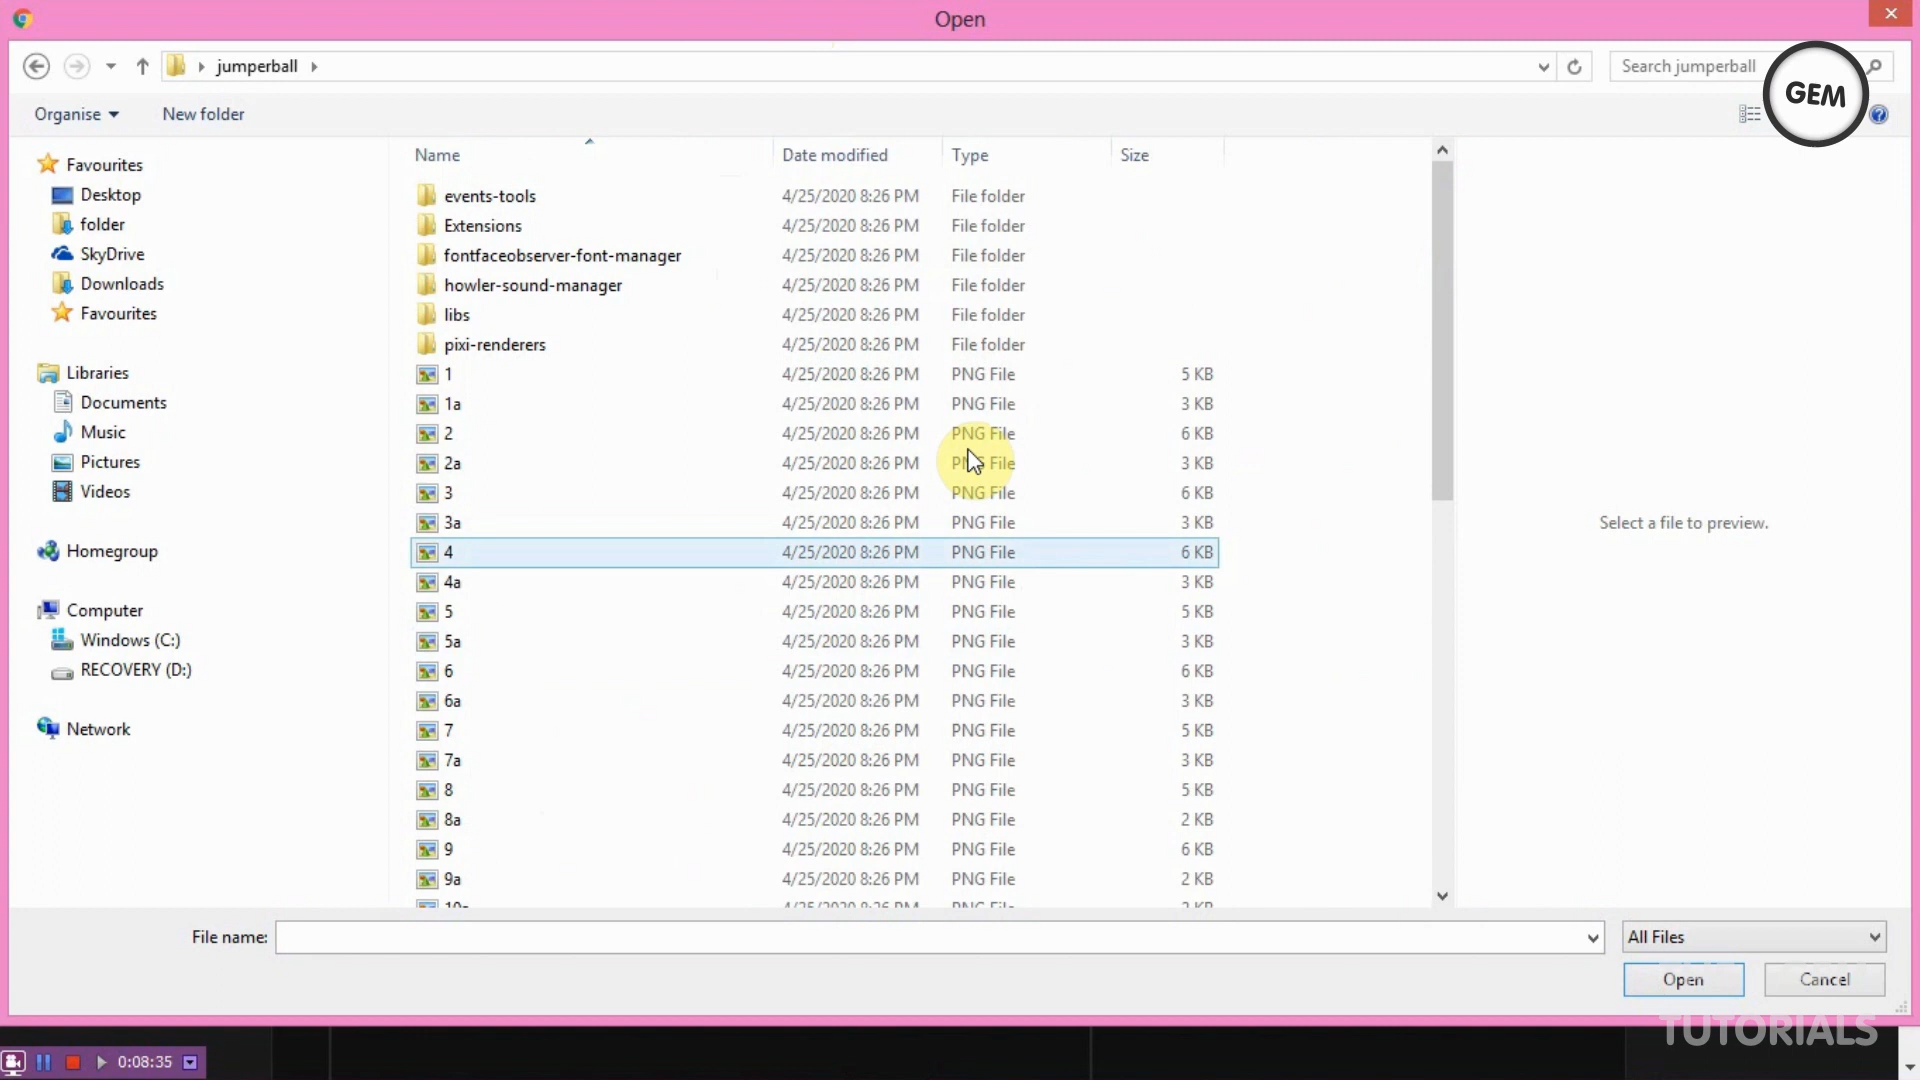 Open
jumperball
Search jumperball
GEM
Organise
New folder
Name
Date modified
Type
Size
Favourites
Desktop
folder
SkyDrive
Downloads
Favourites
Libraries
Documents
Music
Pictures
Videos
Homegroup
Computer
Windows (C:)
RECOVERY (D:)
Network
events-tools 4/25/2020 8:26 PM File folder
Extensions 4/25/2020 8:26 PM File folder
fontfaceobserver-font-manager 4/25/2020 8:26 PM File folder
howler-sound-manager 4/25/2020 8:26 PM File folder
libs 4/25/2020 8:26 PM File folder
pixi-renderers 4/25/2020 8:26 PM File folder
1 4/25/2020 8:26 PM PNG File 5 KB
1a 4/25/2020 8:26 PM PNG File 3 KB
2 4/25/2020 8:26 PM PNG File 6 KB
2a 4/25/2020 8:26 PM PNG File 3 KB
3 4/25/2020 8:26 PM PNG File 6 KB
3a 4/25/2020 8:26 PM PNG File 3 KB
4 4/25/2020 8:26 PM PNG File 6 KB
4a 4/25/2020 8:26 PM PNG File 3 KB
5 4/25/2020 8:26 PM PNG File 5 KB
5a 4/25/2020 8:26 PM PNG File 3 KB
6 4/25/2020 8:26 PM PNG File 6 KB
6a 4/25/2020 8:26 PM PNG File 3 KB
7 4/25/2020 8:26 PM PNG File 5 KB
7a 4/25/2020 8:26 PM PNG File 3 KB
8 4/25/2020 8:26 PM PNG File 5 KB
8a 4/25/2020 8:26 PM PNG File 2 KB
9 4/25/2020 8:26 PM PNG File 6 KB
9a 4/25/2020 8:26 PM PNG File 2 KB
Select a file to preview.
File name:
All Files
Open
Cancel
TUTORIALS
0:08:35